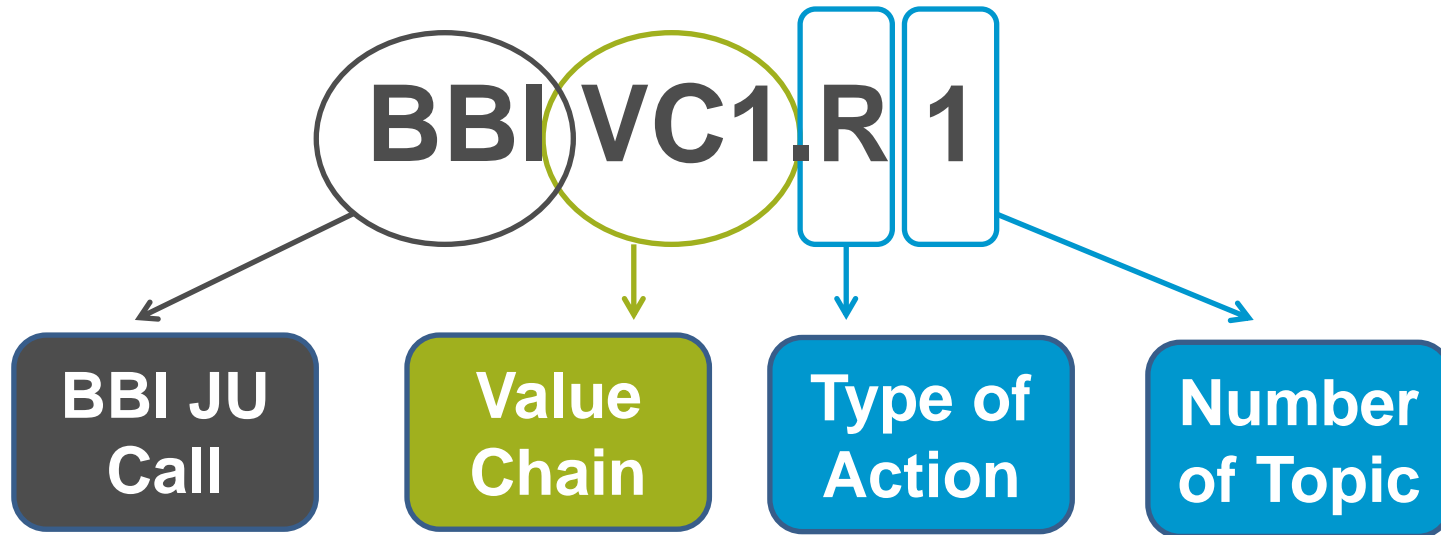 BBI VC1.R 1
BBI JU
Call
Value
Chain
Type of
Action
Number
of Topic